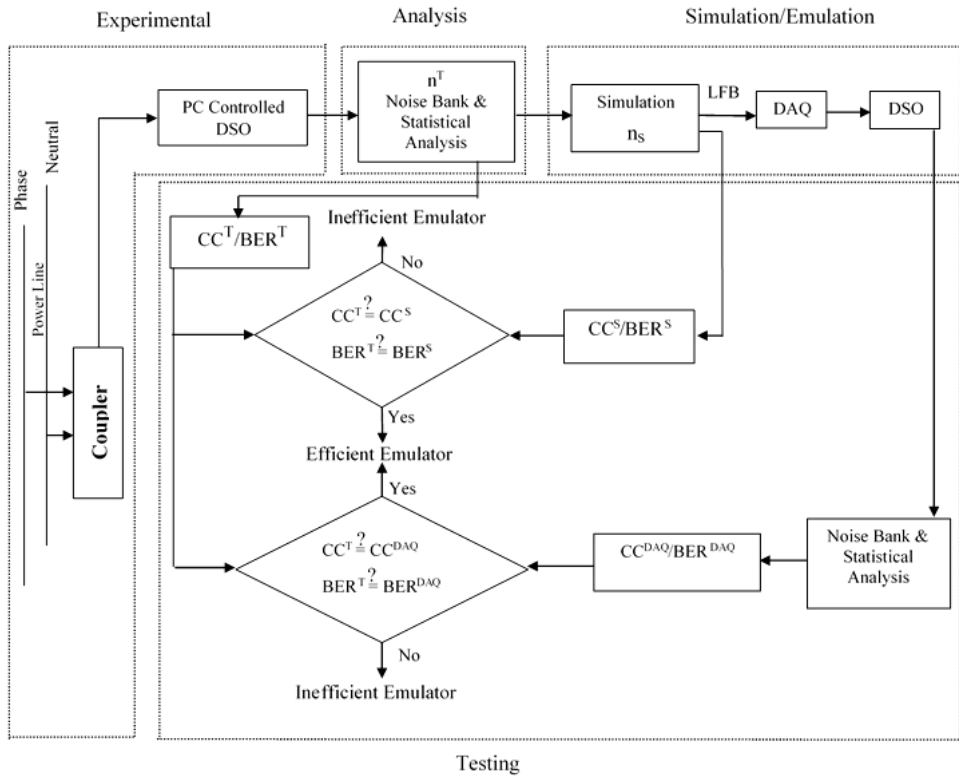 Experimental
Analysis
Simulation/Emulation
Phase
Neutral
Power Line
Coupler
PC Controlled
DSO
n^T
Noise Bank &
Statistical
Analysis
Simulation
n_S
LFB
DAQ
DSO
CC^T/BER^T
Inefficient Emulator
No
CC^T ?= CC^S
BER^T ?= BER^S
CC^S/BER^S
Yes
Efficient Emulator
Yes
CC^T ?= CC^DAQ
BER^T ?= BER^DAQ
CC^DAQ/BER^DAQ
Noise Bank &
Statistical
Analysis
No
Inefficient Emulator
Testing